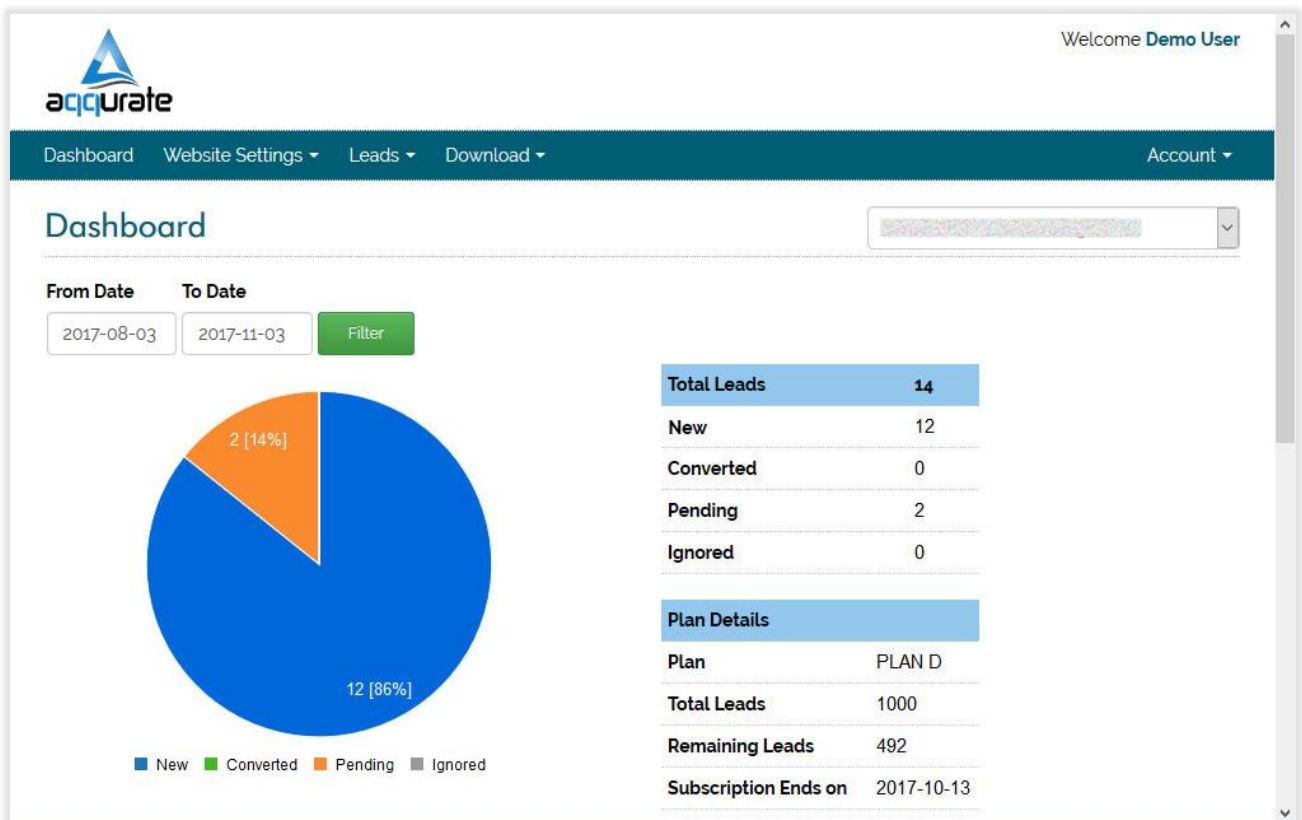 Welcome Demo User
aqqurate
Dashboard Website Settings Leads Download Account
Dashboard
From Date To Date
2017-08-03 2017-11-03 Filter
2 [14%]
12 [86%]
New Converted Pending Ignored
Total Leads 14
New 12
Converted 0
Pending 2
Ignored 0
Plan Details
Plan PLAN D
Total Leads 1000
Remaining Leads 492
Subscription Ends on 2017-10-13